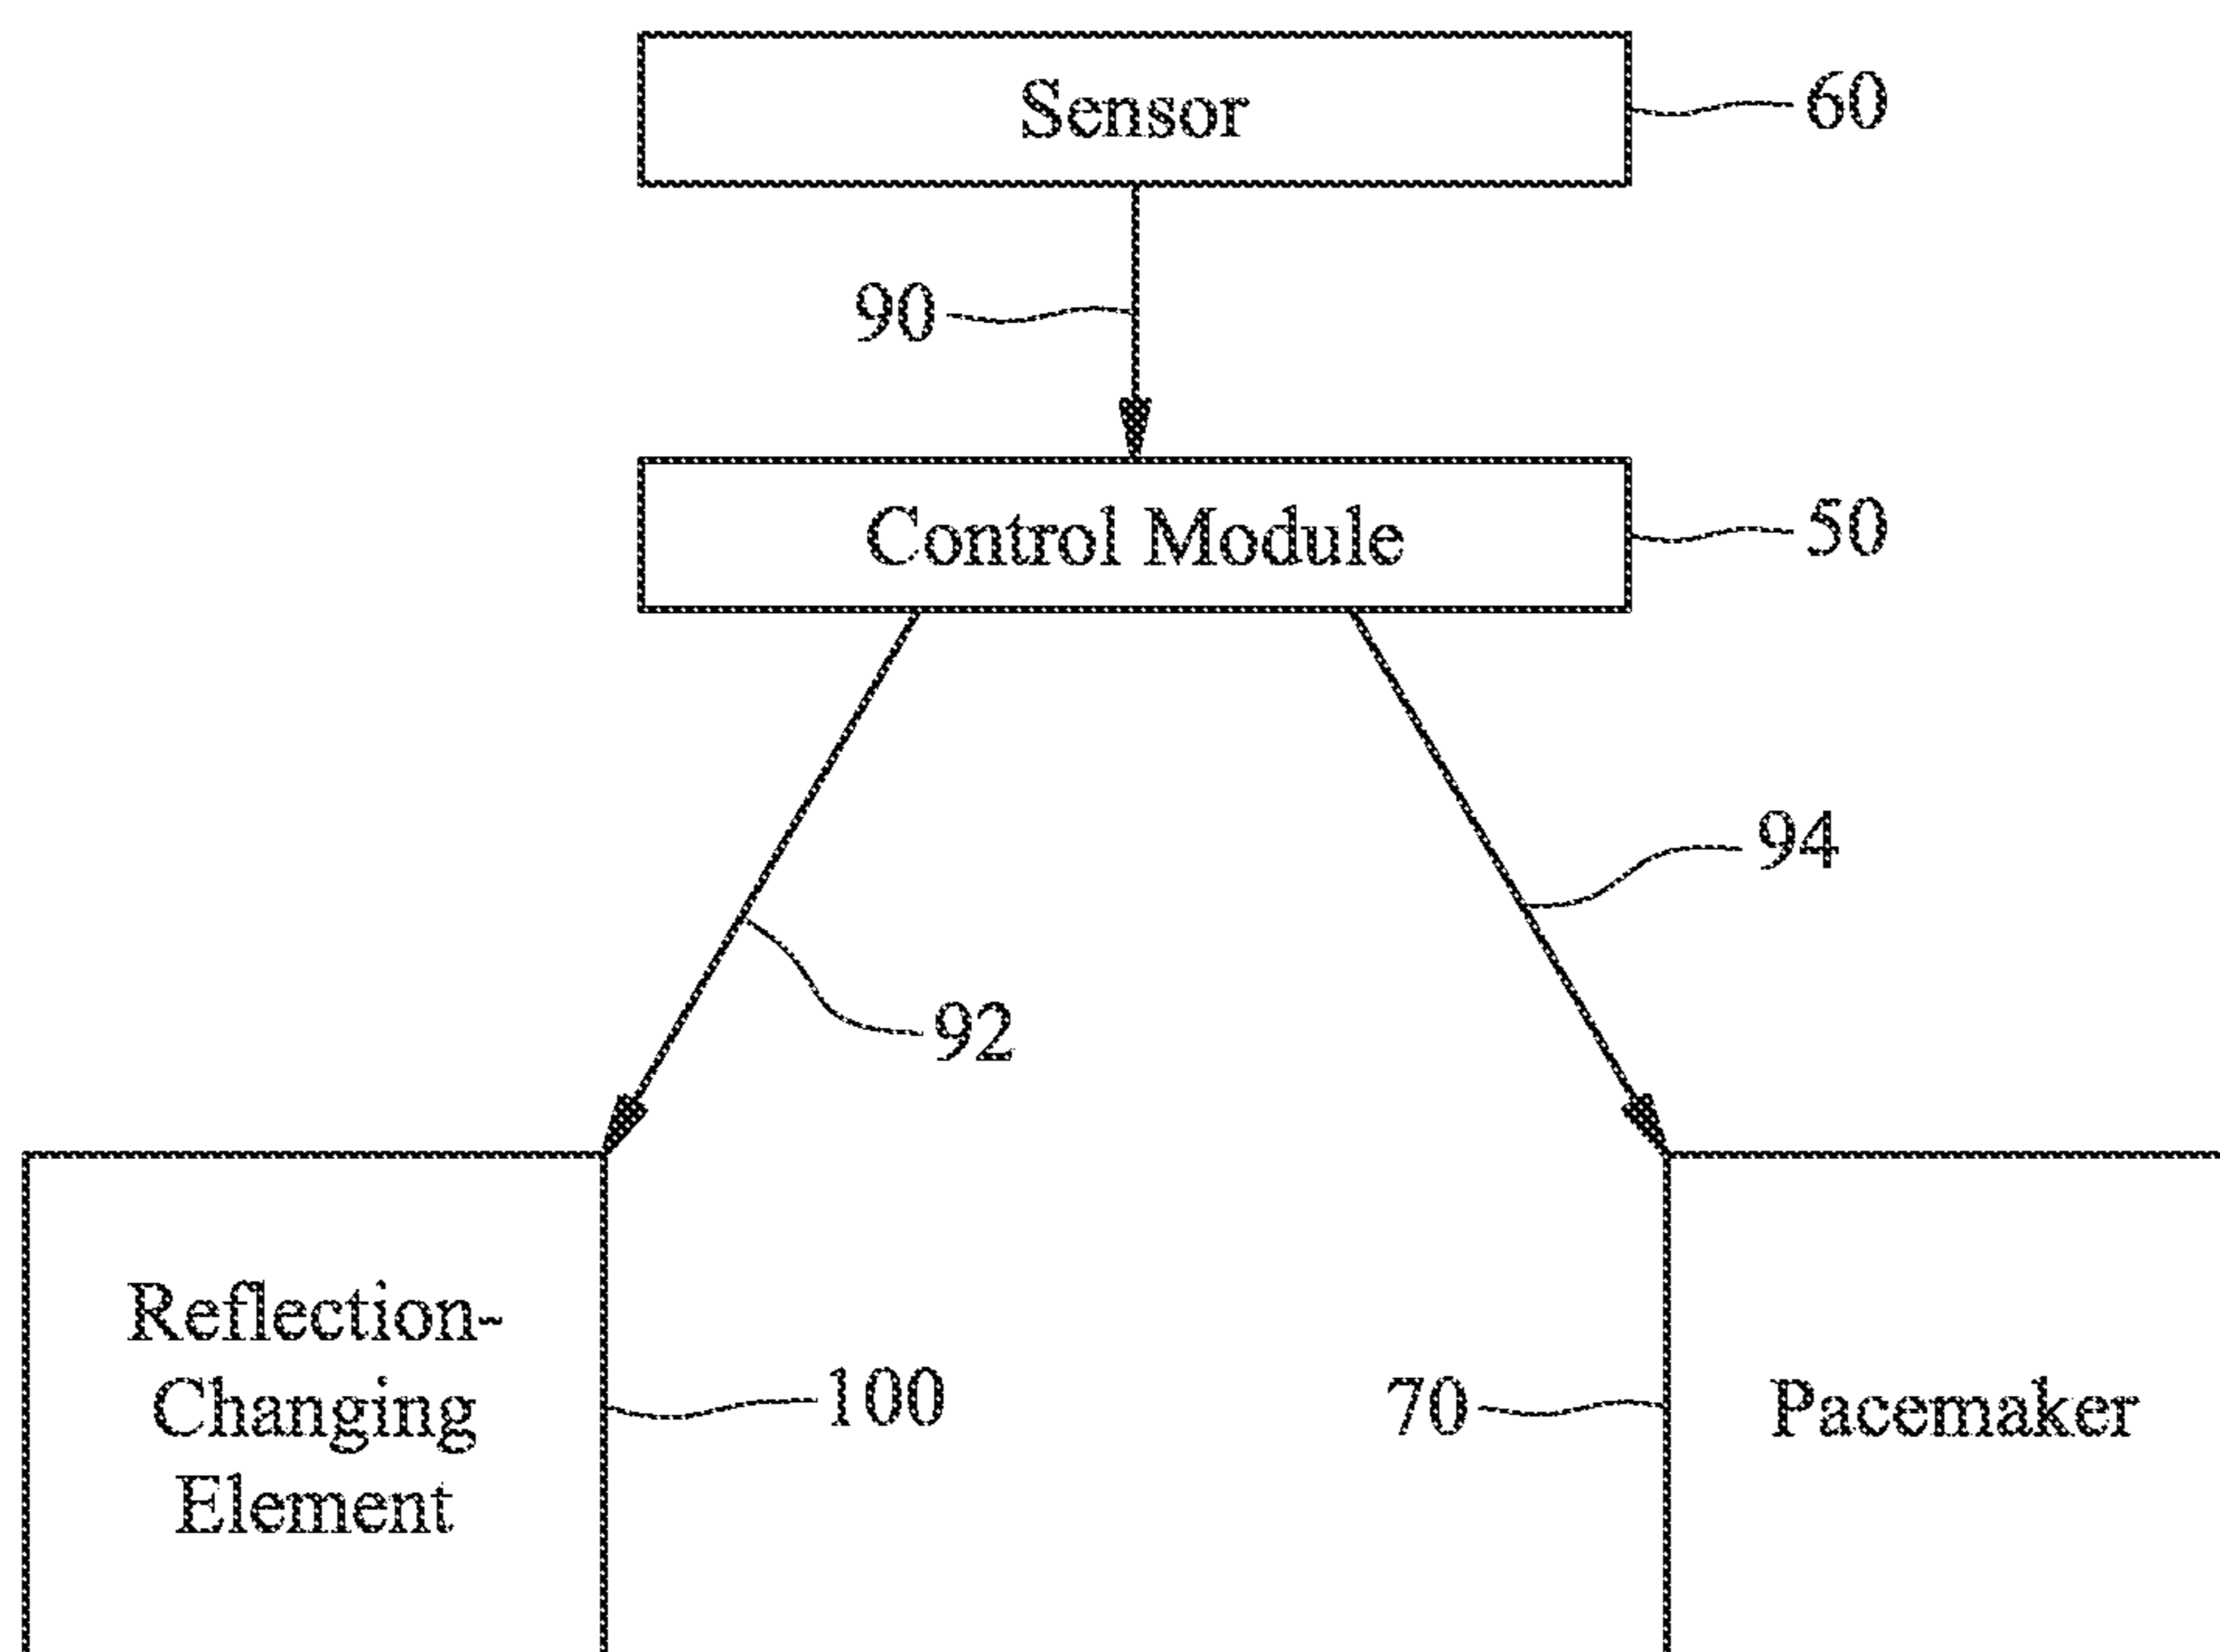 Sensor
60
90
Control Module
50
94
92
Reflection-
Changing
Element
100
70
Pacemaker